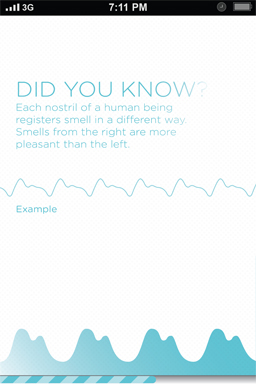 3G 7:11 PM
DID YOU KNOW?
Each nostril of a human being
registers smell in a different way.
Smells from the right are more
pleasant than the left.
Example